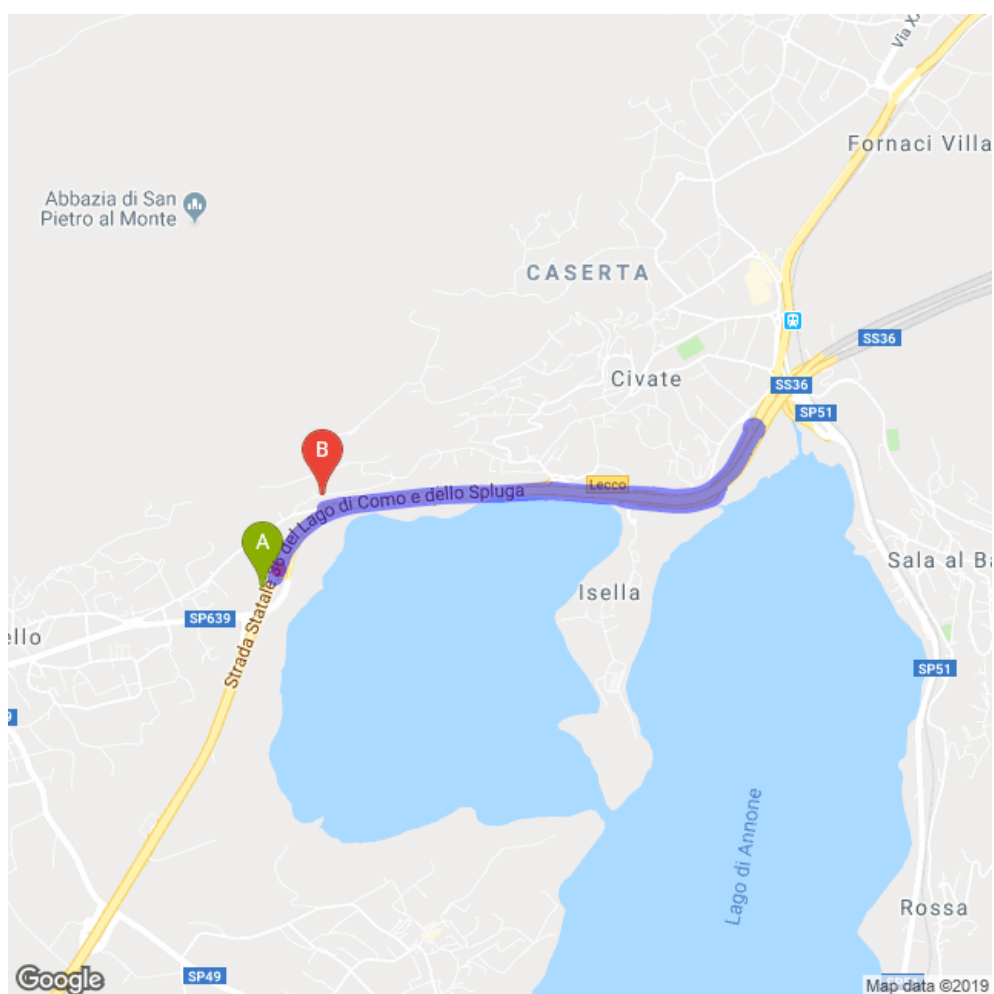 Via X
Fornaci Villa
Abbazia di San
Pietro al Monte
CASERTA
SS36
Civate
SS36
SP51
B
Lecco
Strada Statale 36 del Lago di Como e dello Spluga
A
Sala al Ba
Isella
SP639
ello
SP51
9
Lago di Annone
Rossa
SP49
Google
Map data ©2019